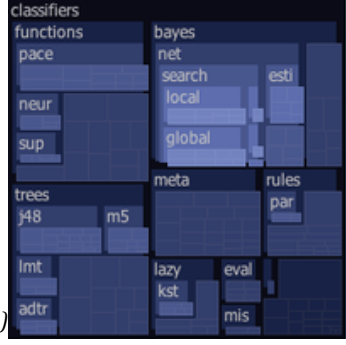 classifiers
functions
pace
neur
sup
bayes
net
search
esti
local
global
trees
j48
m5
lmt
adtr
meta
rules
par
lazy
kst
eval
mis
)